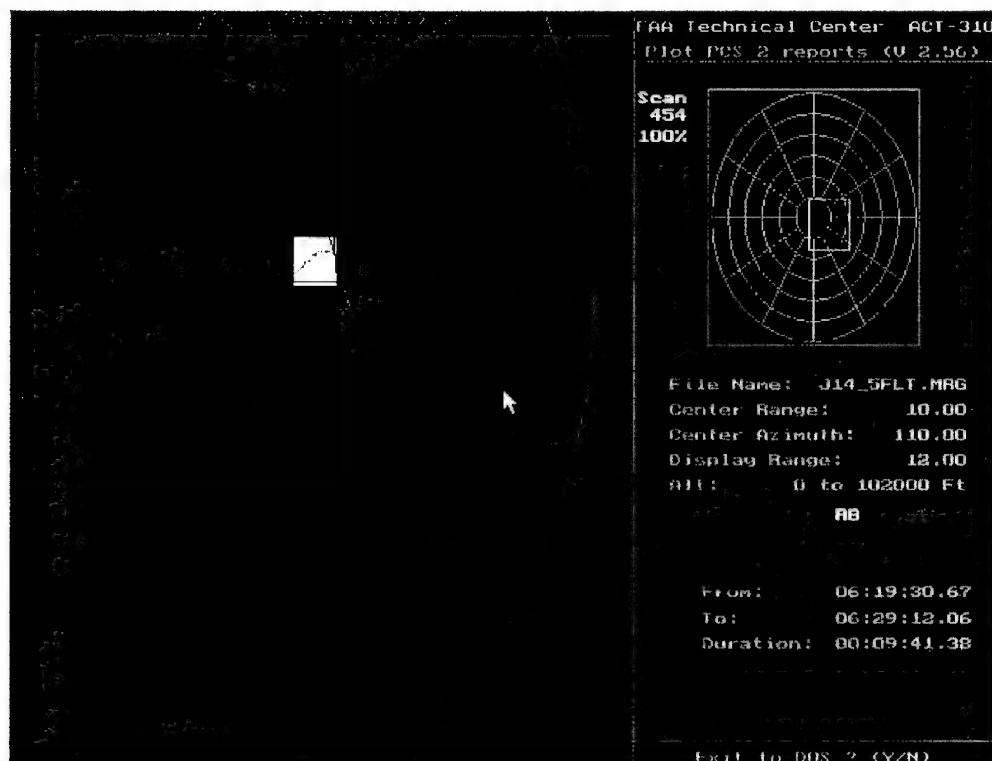 FAA Technical Center ACT-310
Plot PCS 2 reports (V 2.56)
Scan
454
100%
File Name: J14_5FLT.MRG
Center Range: 10.00
Center Azimuth: 110.00
Display Range: 12.00
Alt: 0 to 102000 Ft
AB
From: 06:19:30.67
To: 06:29:12.06
Duration: 00:09:41.38
Exit to DOS ? (Y/N)